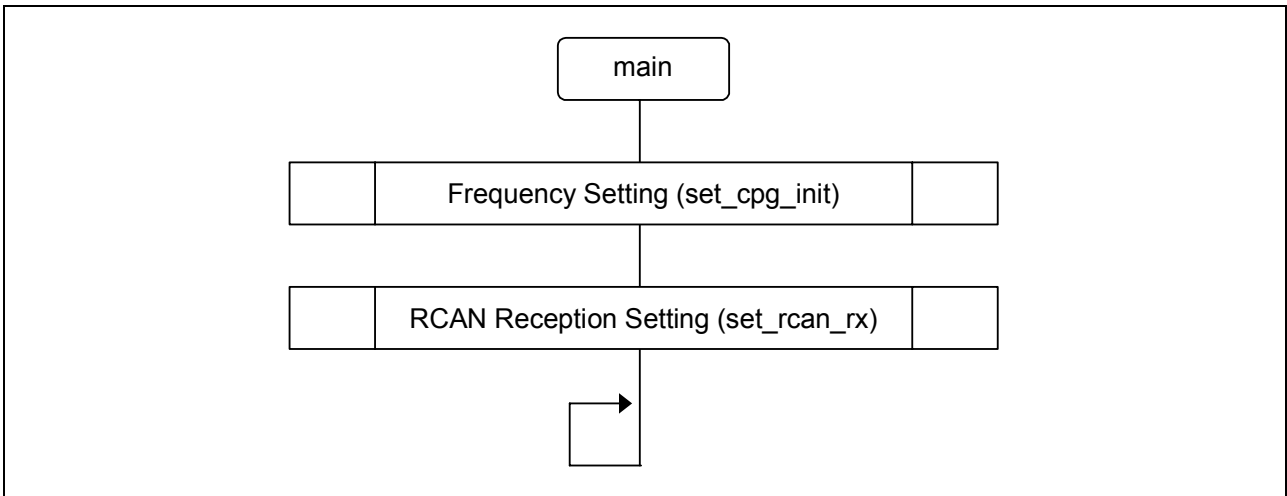 main
Frequency Setting (set_cpg_init)
RCAN Reception Setting (set_rcan_rx)